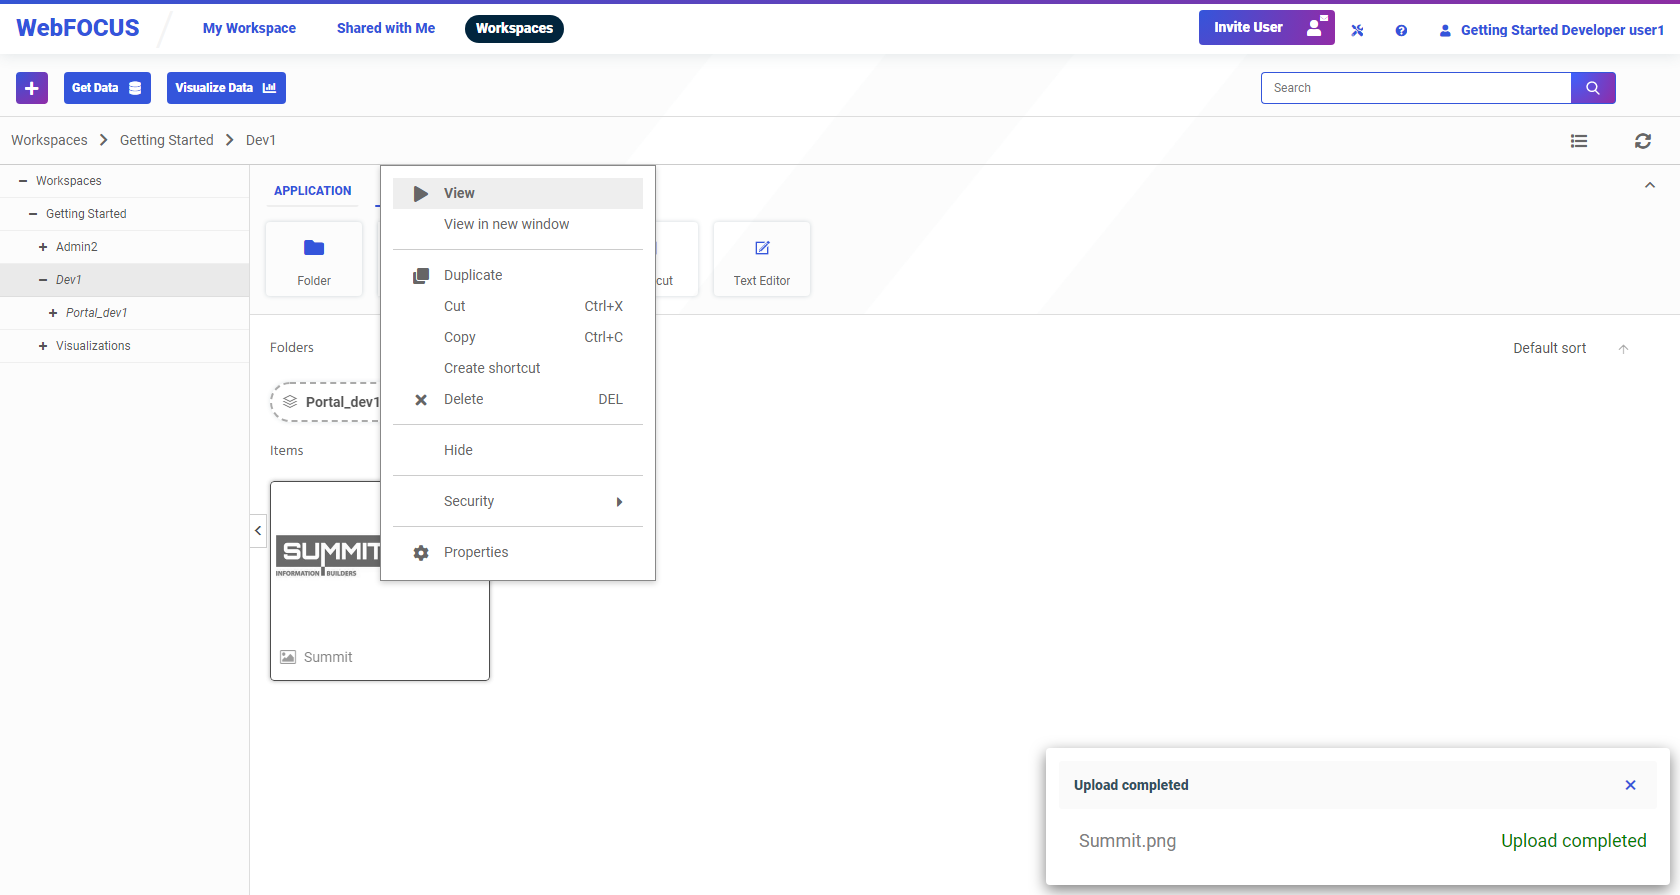 WebFOCUS
My Workspace
Shared with Me
Workspaces
Invite User
Getting Started Developer user1
Get Data
Visualize Data
Search
Workspaces
Getting Started
Dev1
Workspaces
Getting Started
Admin2
Dev1
Portal_dev1
Visualizations
APPLICATION
Folder
cut
Text Editor
View
View in new window
Duplicate
Cut Ctrl+X
Copy Ctrl+C
Create shortcut
Delete DEL
Hide
Security
Properties
Folders
Default sort
Portal_dev1
Items
SUMMIT
INFORMATION BUILDERS
Summit
Upload completed
Summit.png
Upload completed